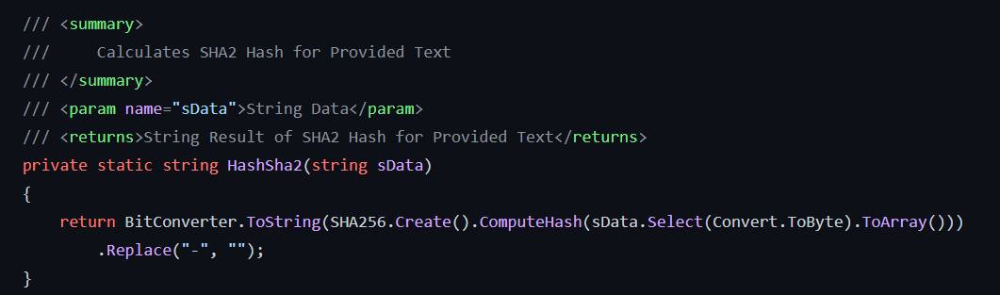 /// <summary>
///     Calculates SHA2 Hash for Provided Text
/// </summary>
/// <param name="sData">String Data</param>
/// <returns>String Result of SHA2 Hash for Provided Text</returns>
private static string HashSha2(string sData)
{
    return BitConverter.ToString(SHA256.Create().ComputeHash(sData.Select(Convert.ToByte).ToArray()))
        .Replace("-", "");
}